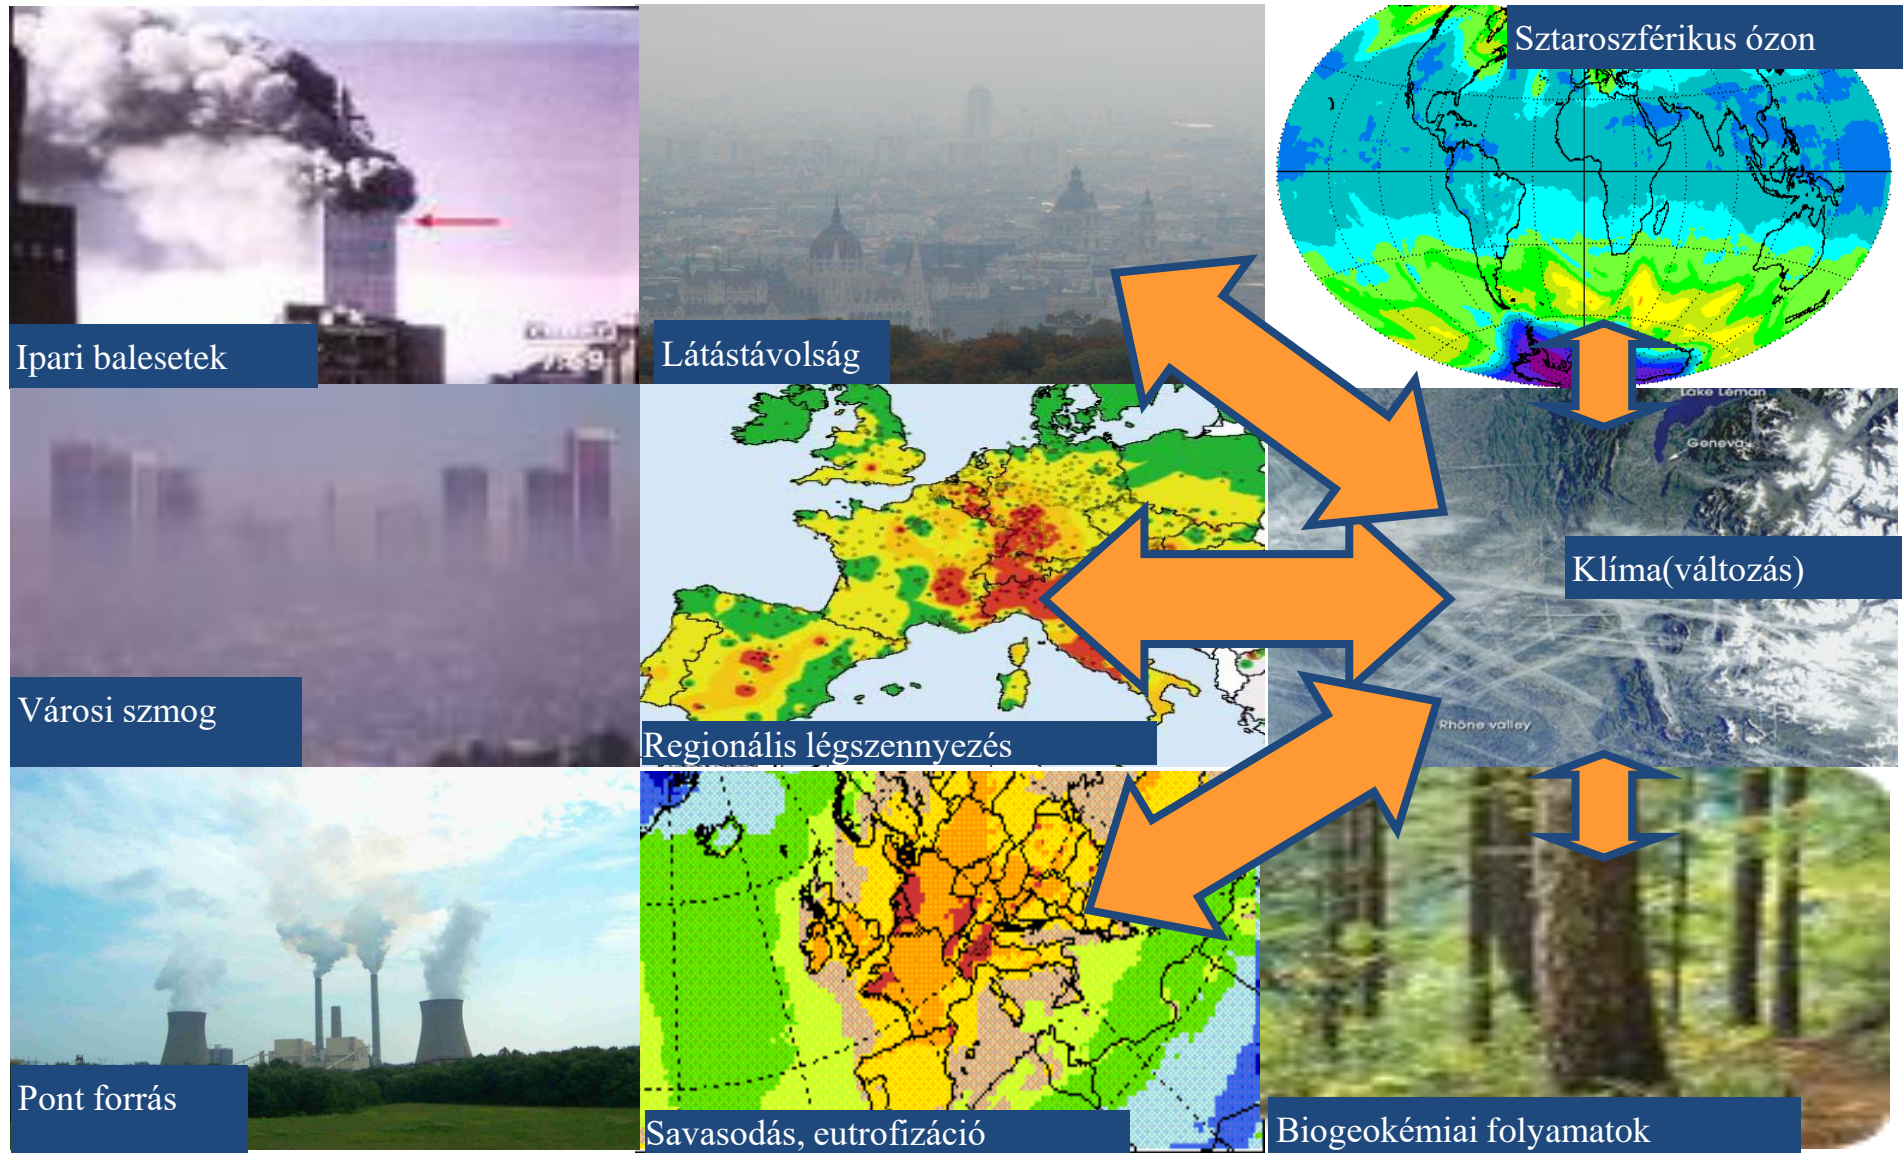 Sztaroszférikus ózon
Ipari balesetek
Látástávolság
Lake Leman
Geneva
Klíma(változás)
Városi szmog
Regionális légszennyezés
Rhône valley
Pont forrás
Savasodás, eutrofizáció
Biogeokémiai folyamatok